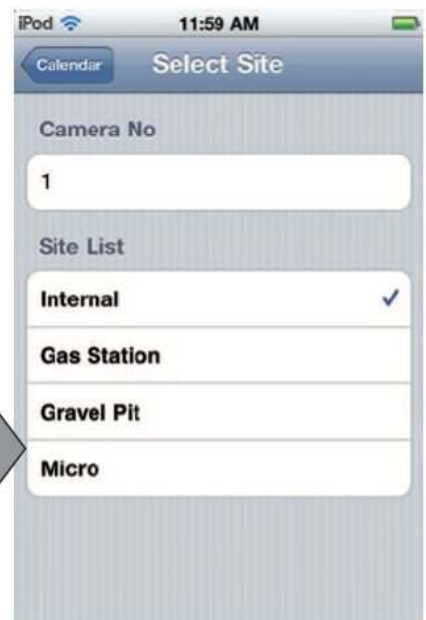 iPod 11:59 AM
Calendar Select Site
Camera No
1
Site List
Internal
Gas Station
Gravel Pit
Micro